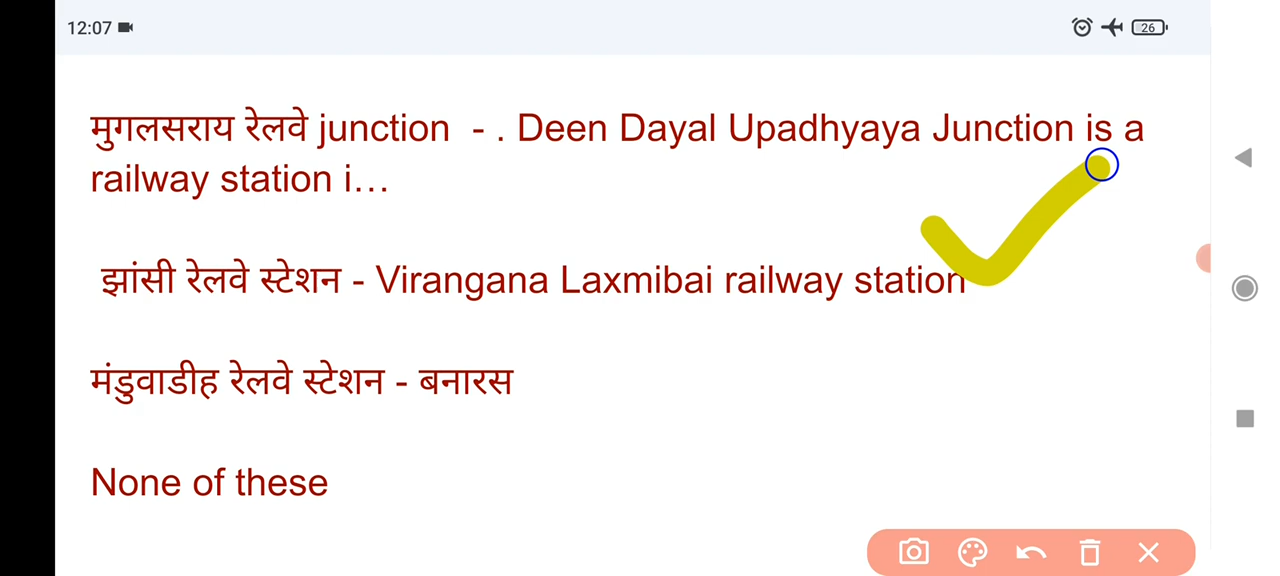 12:07
26
मुगलसराय रेलवे junction - . Deen Dayal Upadhyaya Junction is a
railway station i...
झांसी रेलवे स्टेशन - Virangana Laxmibai railway station
मंडुवाडीह रेलवे स्टेशन - बनारस
None of these